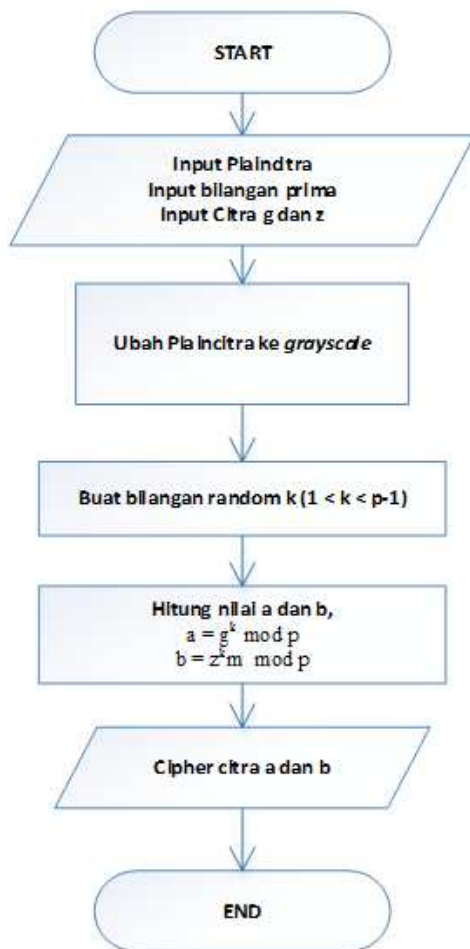 START
Input Plaincitra
Input bilangan prima
Input Citra g dan z
Ubah Plaincitra ke grayscale
Buat bilangan random k (1 < k < p-1)
Hitung nilai a dan b,
a = g^k mod p
b = z^k m mod p
Cipher citra a dan b
END